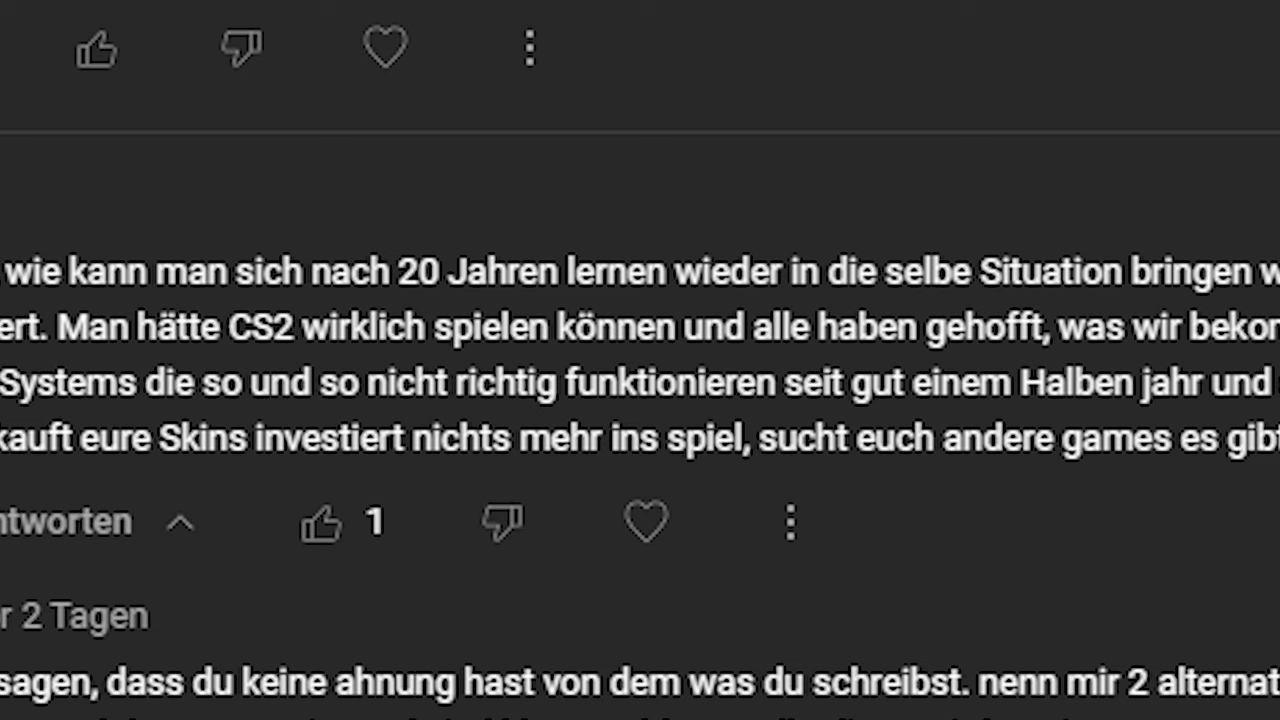 wie kann man sich nach 20 Jahren lernen wieder in die selbe Situation bringen w
ert. Man hätte CS2 wirklich spielen können und alle haben gehofft, was wir bekom
Systems die so und so nicht richtig funktionieren seit gut einem Halben jahr und
kauft eure Skins investiert nichts mehr ins spiel, sucht euch andere games es gibt
ntworten 1
r 2 Tagen
sagen, dass du keine ahnung hast von dem was du schreibst. nenn mir 2 alternat